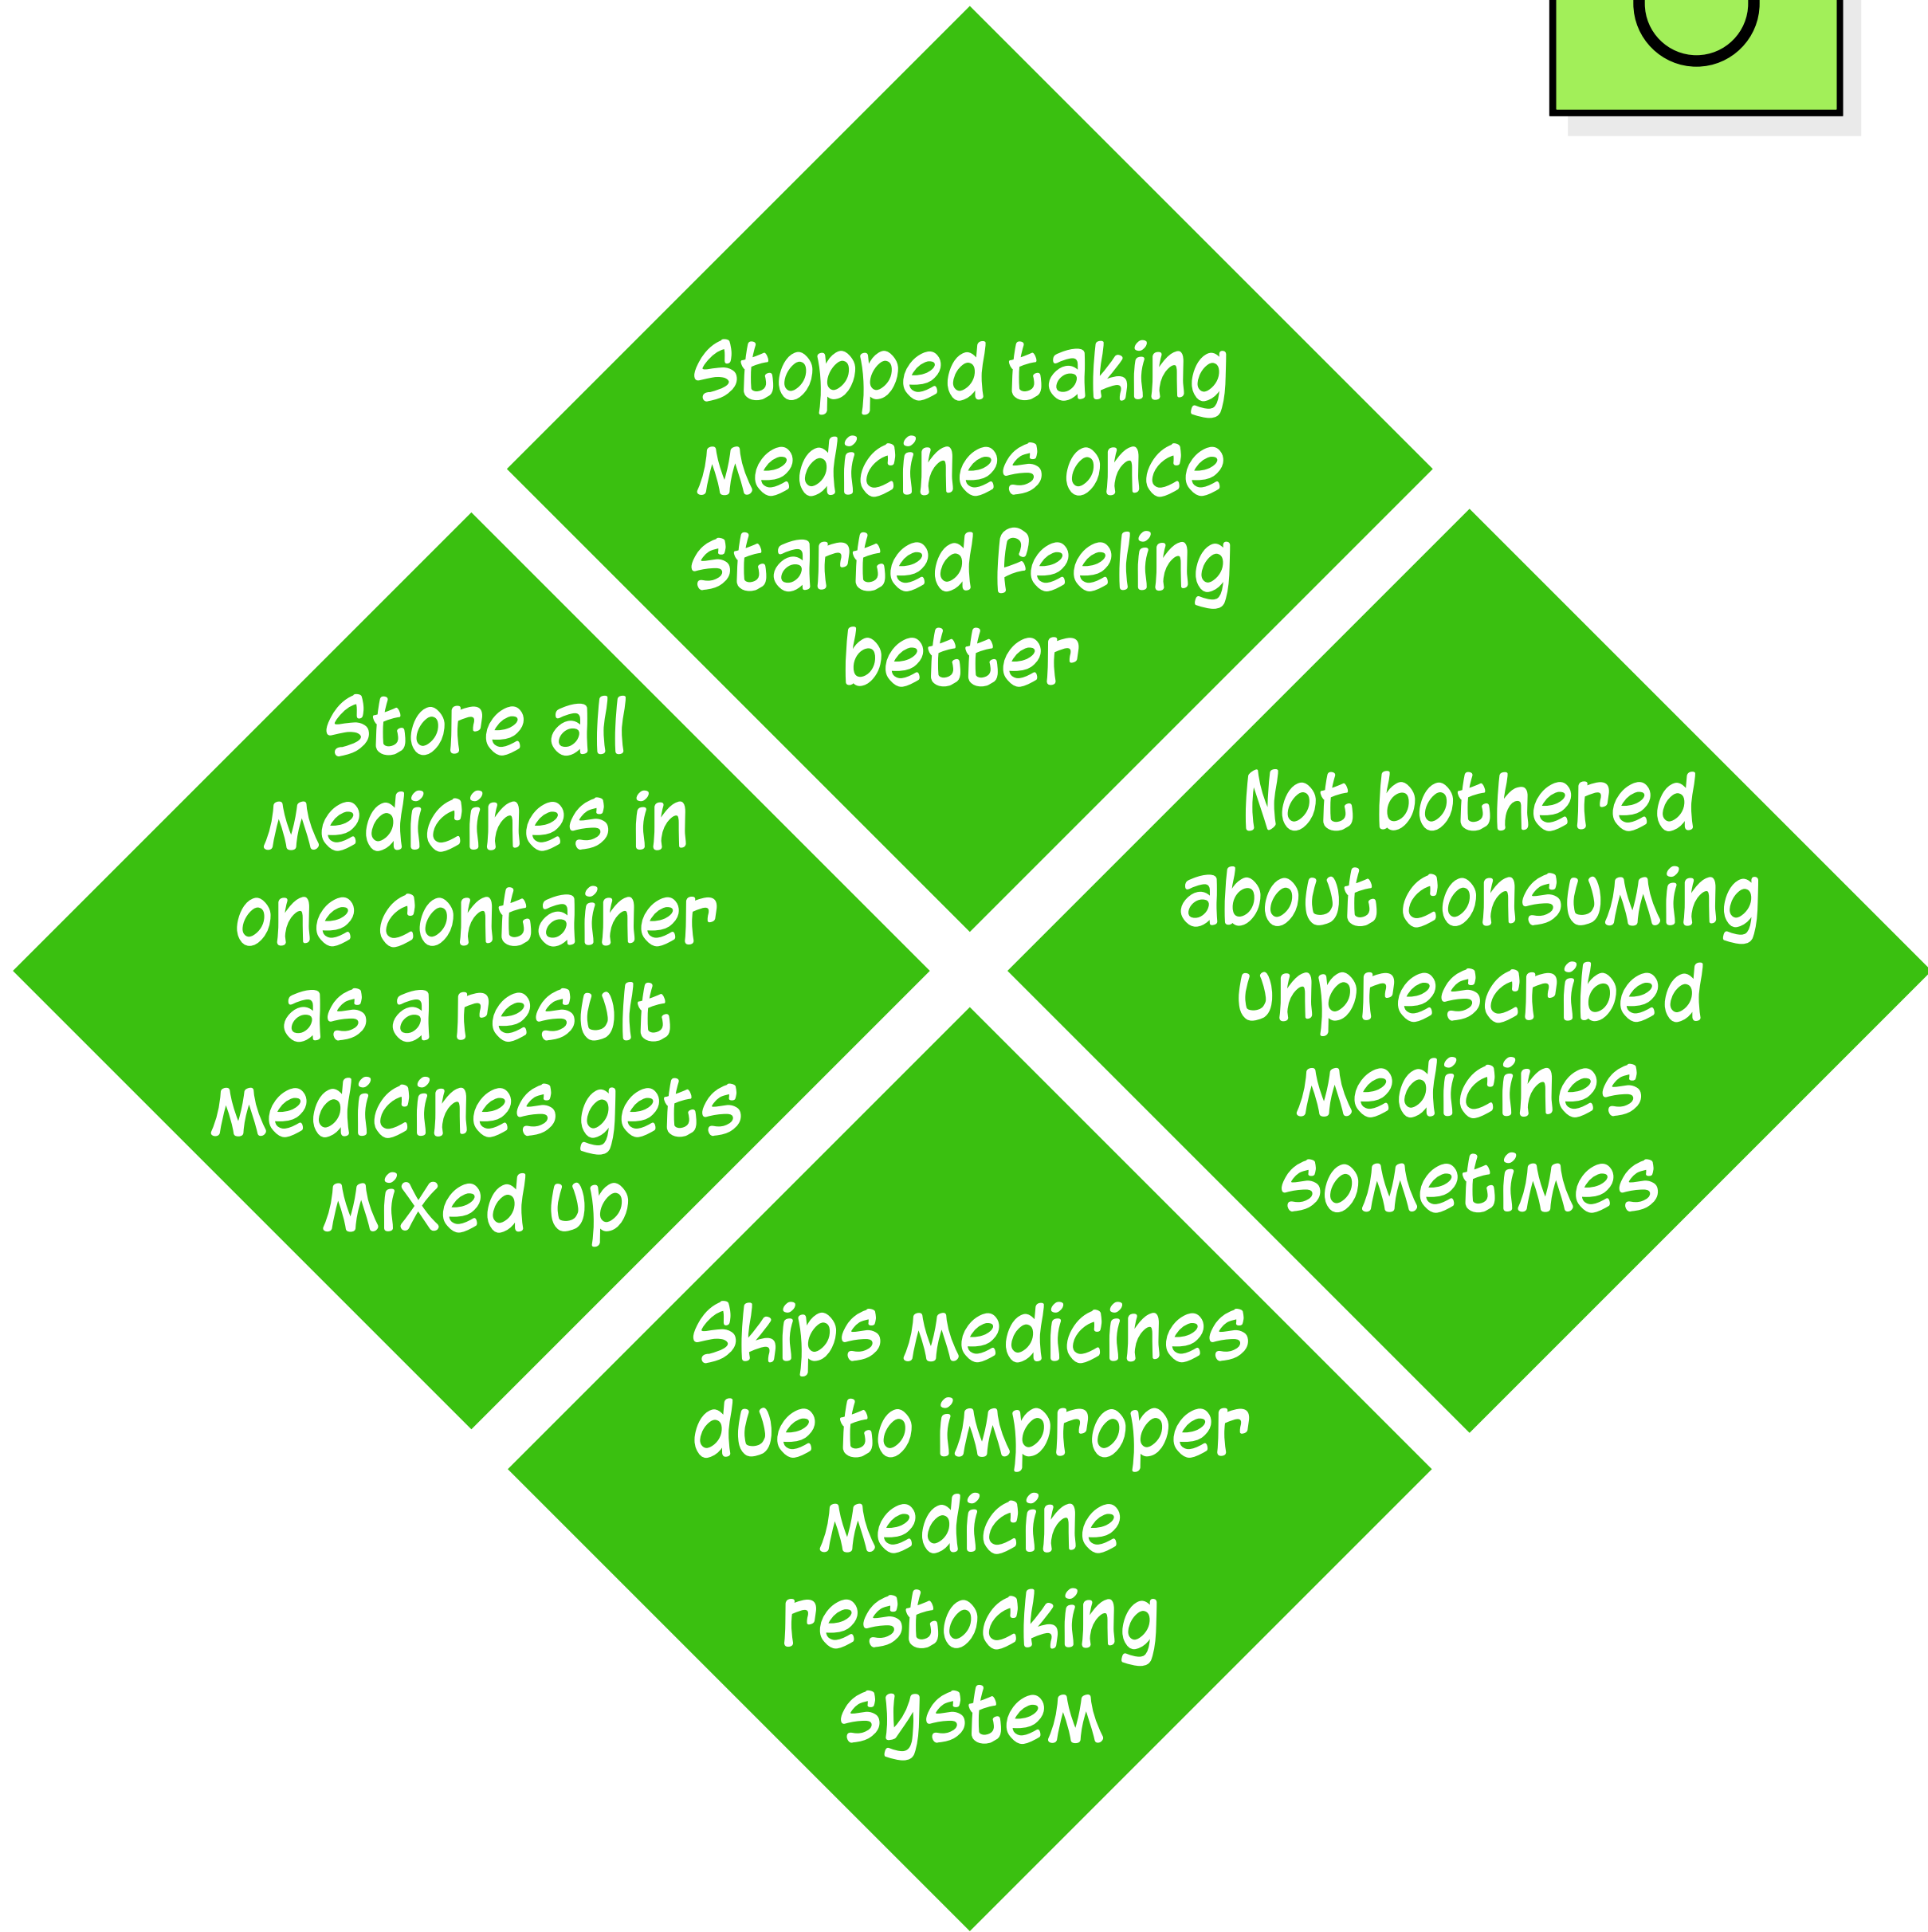 Stopped taking
medicines once
started feeling
better
Store all
Medicines in
one container
as a result
medicines gets
mixed up
Not bothered
about consuming
unprescribed
medicines
sometimes
Skips medicines
due to improper
medicine
restocking
system